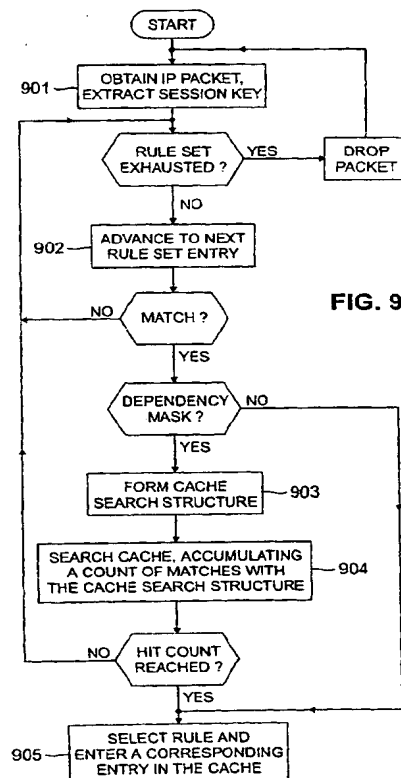 START
901
OBTAIN IP PACKET,
EXTRACT SESSION KEY
RULE SET
EXHAUSTED ?
YES
DROP
PACKET
NO
902
ADVANCE TO NEXT
RULE SET ENTRY
FIG. 9
NO
MATCH ?
YES
DEPENDENCY
MASK ?
NO
YES
FORM CACHE
SEARCH STRUCTURE
903
SEARCH CACHE, ACCUMULATING
A COUNT OF MATCHES WITH
THE CACHE SEARCH STRUCTURE
904
NO
HIT COUNT
REACHED ?
YES
905
SELECT RULE AND
ENTER A CORRESPONDING
ENTRY IN THE CACHE